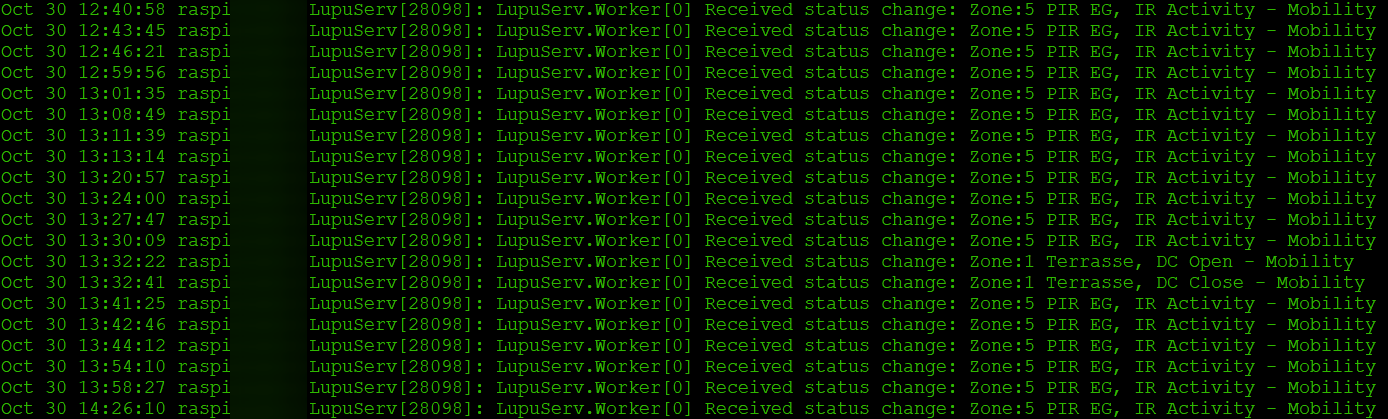 Oct 30 12:40:58 raspi LupuServ[28098]: LupuServ.Worker[0] Received status change: Zone:5 PIR EG, IR Activity - Mobility
Oct 30 12:43:45 raspi LupuServ[28098]: LupuServ.Worker[0] Received status change: Zone:5 PIR EG, IR Activity - Mobility
Oct 30 12:46:21 raspi LupuServ[28098]: LupuServ.Worker[0] Received status change: Zone:5 PIR EG, IR Activity - Mobility
Oct 30 12:59:56 raspi LupuServ[28098]: LupuServ.Worker[0] Received status change: Zone:5 PIR EG, IR Activity - Mobility
Oct 30 13:01:35 raspi LupuServ[28098]: LupuServ.Worker[0] Received status change: Zone:5 PIR EG, IR Activity - Mobility
Oct 30 13:08:49 raspi LupuServ[28098]: LupuServ.Worker[0] Received status change: Zone:5 PIR EG, IR Activity - Mobility
Oct 30 13:11:39 raspi LupuServ[28098]: LupuServ.Worker[0] Received status change: Zone:5 PIR EG, IR Activity - Mobility
Oct 30 13:13:14 raspi LupuServ[28098]: LupuServ.Worker[0] Received status change: Zone:5 PIR EG, IR Activity - Mobility
Oct 30 13:20:57 raspi LupuServ[28098]: LupuServ.Worker[0] Received status change: Zone:5 PIR EG, IR Activity - Mobility
Oct 30 13:24:00 raspi LupuServ[28098]: LupuServ.Worker[0] Received status change: Zone:5 PIR EG, IR Activity - Mobility
Oct 30 13:27:47 raspi LupuServ[28098]: LupuServ.Worker[0] Received status change: Zone:5 PIR EG, IR Activity - Mobility
Oct 30 13:30:09 raspi LupuServ[28098]: LupuServ.Worker[0] Received status change: Zone:5 PIR EG, IR Activity - Mobility
Oct 30 13:32:22 raspi LupuServ[28098]: LupuServ.Worker[0] Received status change: Zone:1 Terrasse, DC Open - Mobility
Oct 30 13:32:41 raspi LupuServ[28098]: LupuServ.Worker[0] Received status change: Zone:1 Terrasse, DC Close - Mobility
Oct 30 13:41:25 raspi LupuServ[28098]: LupuServ.Worker[0] Received status change: Zone:5 PIR EG, IR Activity - Mobility
Oct 30 13:42:46 raspi LupuServ[28098]: LupuServ.Worker[0] Received status change: Zone:5 PIR EG, IR Activity - Mobility
Oct 30 13:44:12 raspi LupuServ[28098]: LupuServ.Worker[0] Received status change: Zone:5 PIR EG, IR Activity - Mobility
Oct 30 13:54:10 raspi LupuServ[28098]: LupuServ.Worker[0] Received status change: Zone:5 PIR EG, IR Activity - Mobility
Oct 30 13:58:27 raspi LupuServ[28098]: LupuServ.Worker[0] Received status change: Zone:5 PIR EG, IR Activity - Mobility
Oct 30 14:26:10 raspi LupuServ[28098]: LupuServ.Worker[0] Received status change: Zone:5 PIR EG, IR Activity - Mobility